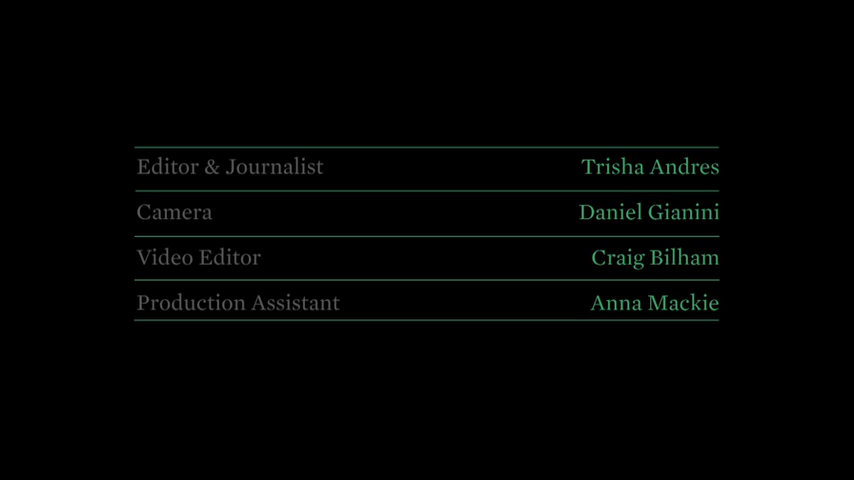 Editor & Journalist Trisha Andres
Camera Daniel Gianini
Video Editor Craig Bilham
Production Assistant Anna Mackie